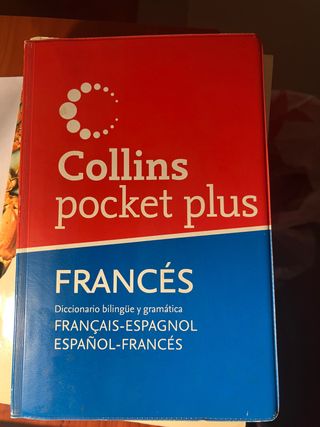 Collins
pocket plus
FRANCÉS
Diccionario bilingüe y gramática
FRANÇAIS-ESPAGNOL
ESPAÑOL-FRANCÉS